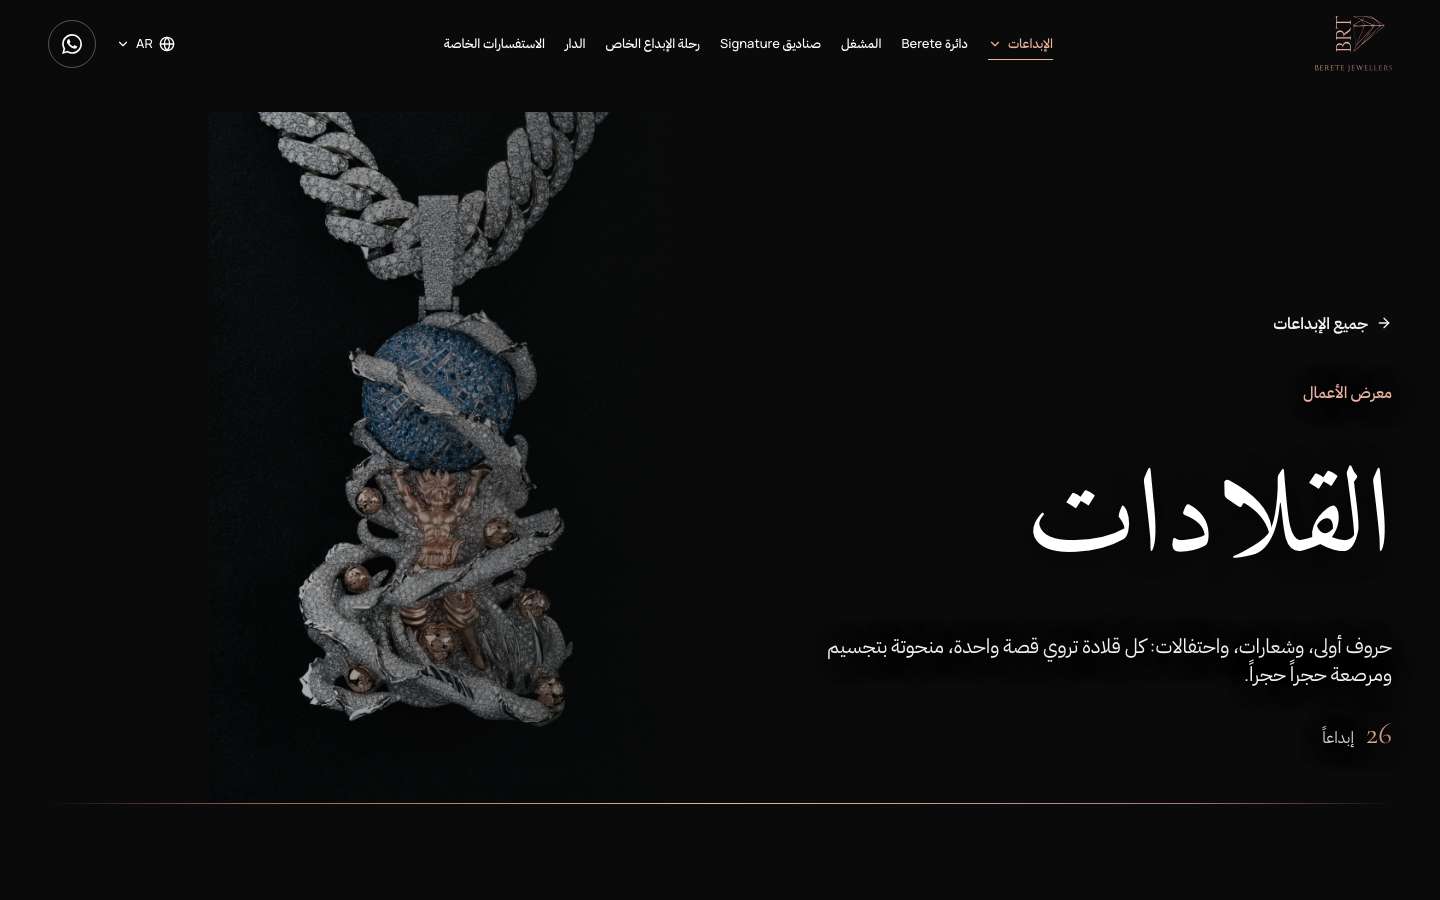 BRT
BERETE JEWELLERS
الإبداعات
دائرة Berete
المشغل
صناديق Signature
رحلة الإبداع الخاص
الدار
الاستفسارات الخاصة
AR
جميع الإبداعات
معرض الأعمال
القلادات
حروف أولى، وشعارات، واحتفالات: كل قلادة تروي قصة واحدة، منحوتة بتجسيم
ومرصعة حجراً حجراً.
26 إبداعاً